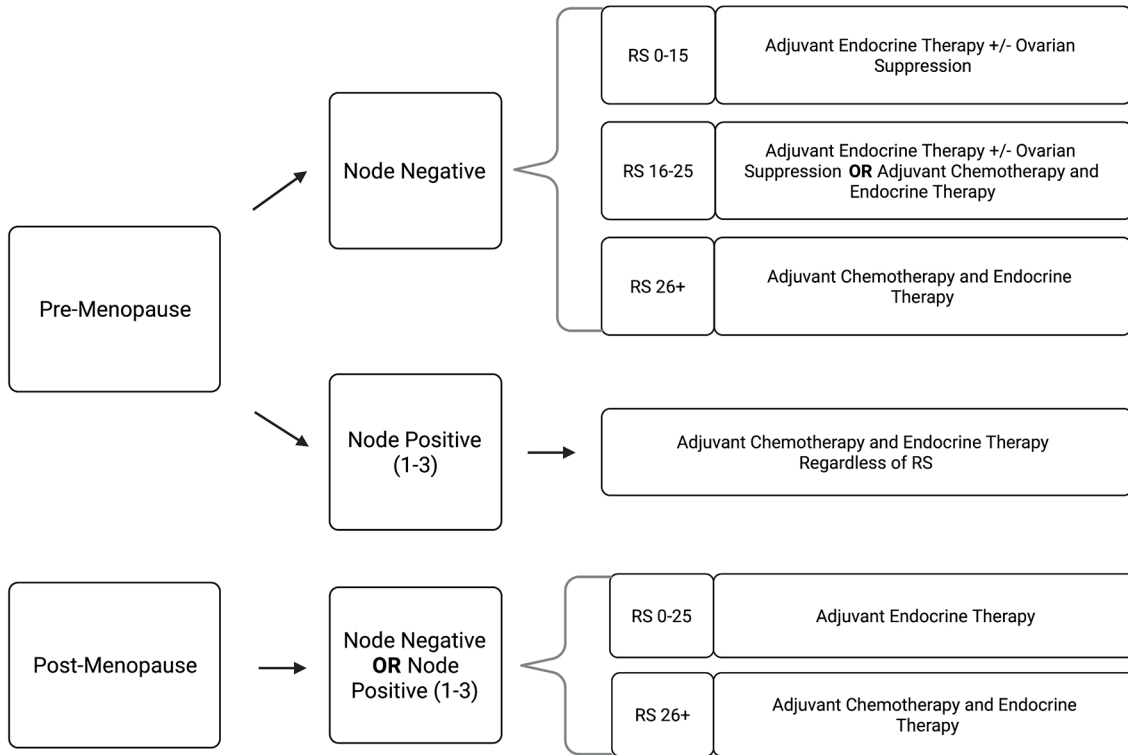 Pre-Menopause
Node Negative
RS 0-15
Adjuvant Endocrine Therapy +/- Ovarian
Suppression
RS 16-25
Adjuvant Endocrine Therapy +/- Ovarian
Suppression OR Adjuvant Chemotherapy and
Endocrine Therapy
RS 26+
Adjuvant Chemotherapy and Endocrine
Therapy
Node Positive
(1-3)
Adjuvant Chemotherapy and Endocrine Therapy
Regardless of RS
Post-Menopause
Node Negative
OR Node
Positive (1-3)
RS 0-25
Adjuvant Endocrine Therapy
RS 26+
Adjuvant Chemotherapy and Endocrine
Therapy